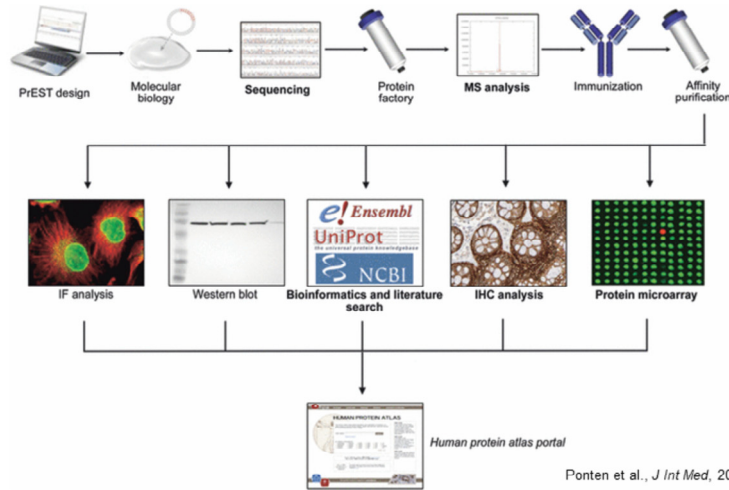 PrEST design
Molecular
biology
Sequencing
Protein
factory
MS analysis
Immunization
Affinity
purification
e! Ensembl
UniProt
the universal protein knowledgebase
NCBI
IF analysis
Western blot
Bioinformatics and literature
search
IHC analysis
Protein microarray
HUMAN PROTEIN ATLAS
Human protein atlas portal
Ponten et al., J Int Med, 20